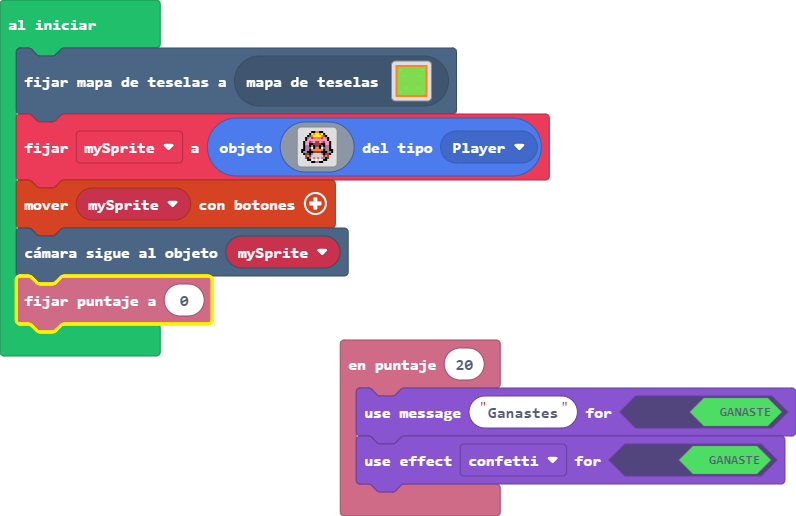 al iniciar
fijar mapa de teselas a mapa de teselas
fijar mySprite a objeto del tipo Player
mover mySprite con botones
cámara sigue al objeto mySprite
fijar puntaje a 0
en puntaje 20
use message "Ganastes" for GANASTE
use effect confetti for GANASTE